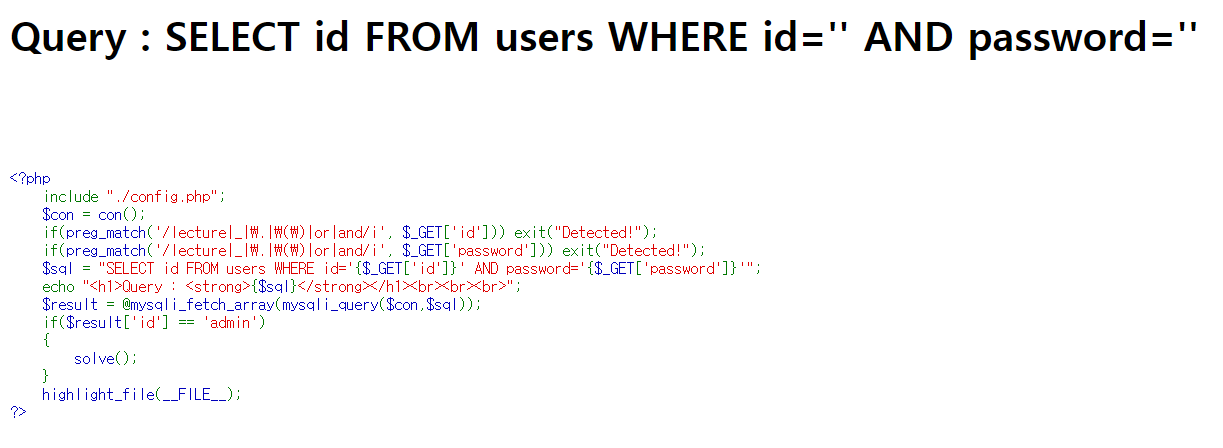 Query : SELECT id FROM users WHERE id='' AND password=''
<?php
    include "./config.php";
    $con = con();
    if(preg_match('/lecture|_|₩.|₩(₩)|or|and/i', $_GET['id'])) exit("Detected!");
    if(preg_match('/lecture|_|₩.|₩(₩)|or|and/i', $_GET['password'])) exit("Detected!");
    $sql = "SELECT id FROM users WHERE id='{$_GET['id']}' AND password='{$_GET['password']}'";
    echo "<h1>Query : <strong>{$sql}</strong></h1><br><br><br>";
    $result = @mysqli_fetch_array(mysqli_query($con,$sql));
    if($result['id'] == 'admin')
    {
        solve();
    }
    highlight_file(__FILE__);
?>